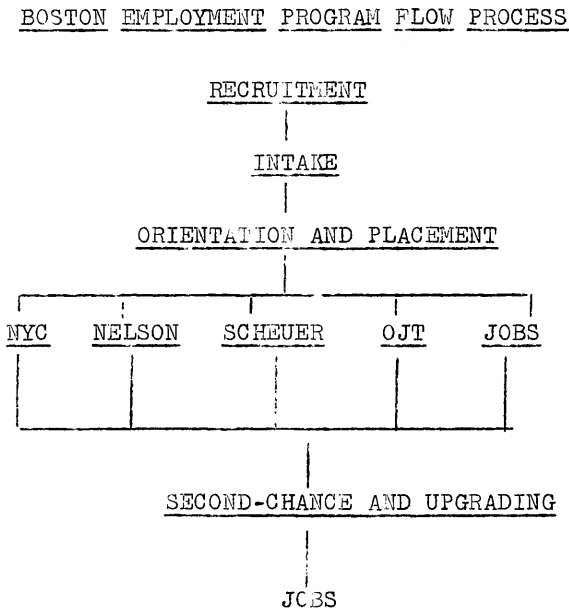 BOSTON EMPLOYMENT PROGRAM FLOW PROCESS
RECRUITMENT
INTAKE
ORIENTATION AND PLACEMENT
NYC NELSON SCHEUER OJT JOBS
SECOND-CHANCE AND UPGRADING
JOBS